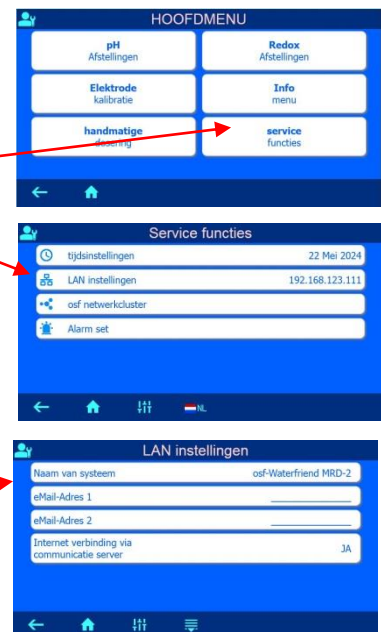 HOOFDMENU
pH
Afstellingen
Redox
Afstellingen
Elektrode
kalibratie
Info
menu
handmatige
dosering
service
functies
Service functies
tijdsinstellingen 22 Mei 2024
LAN instellingen 192.168.123.111
osf netwerkcluster
Alarm set
NL
LAN instellingen
Naam van systeem osf-Waterfriend MRD-2
eMail-Adres 1
eMail-Adres 2
Internet verbinding via
communicatie server JA